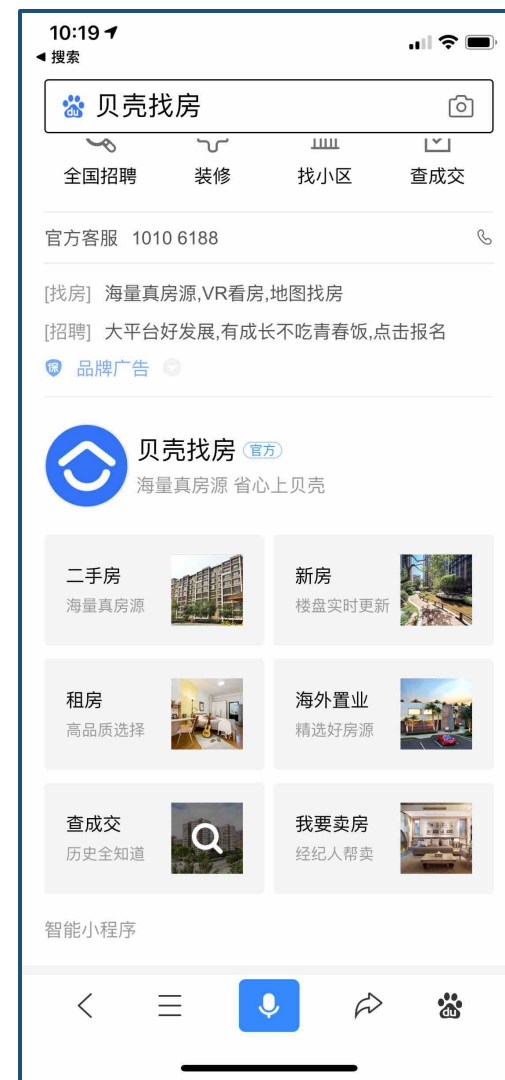 10:19
搜索
贝壳找房
全国招聘 装修 找小区 查成交
官方客服 1010 6188
[找房] 海量真房源,VR看房,地图找房
[招聘] 大平台好发展,有成长不吃青春饭,点击报名
保 品牌广告
贝壳找房 官方
海量真房源 省心上贝壳
二手房
海量真房源
新房
楼盘实时更新
租房
高品质选择
海外置业
精选好房源
查成交
历史全知道
我要卖房
经纪人帮卖
智能小程序
du